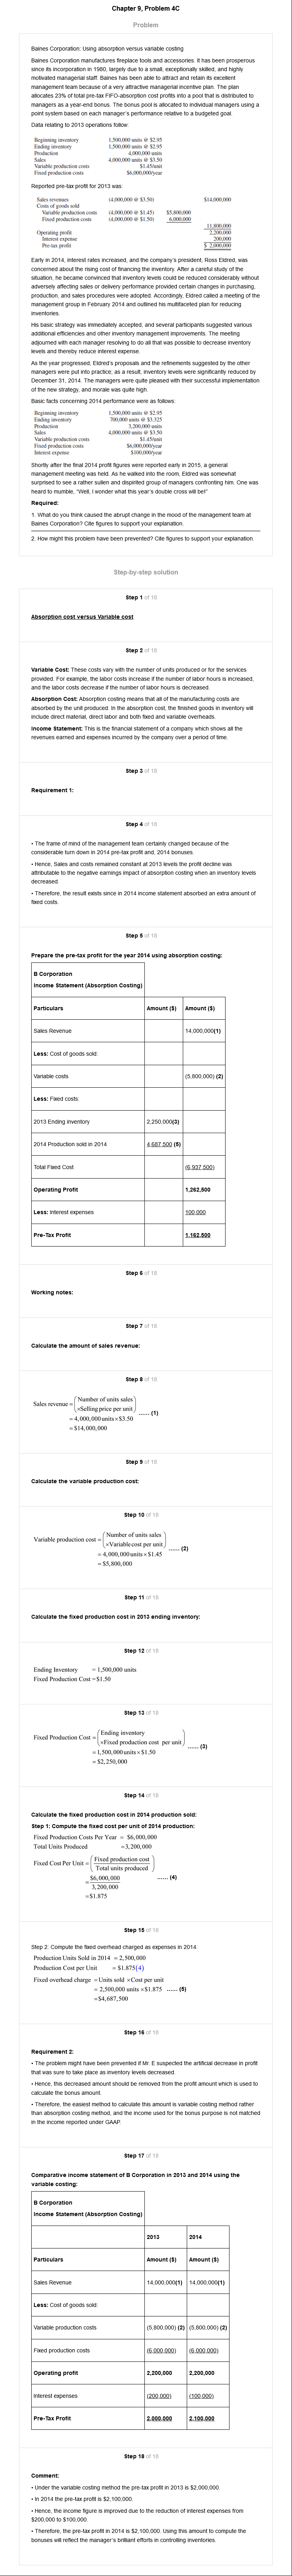 Chapter 9, Problem 4C
Problem
Baines Corporation: Using absorption versus variable costing
Baines Corporation manufactures fireplace tools and accessories. It has been prosperous
since its incorporation in 1980, largely due to a small, exceptionally skilled, and highly
motivated managerial staff. Baines has been able to attract and retain its excellent
management team because of a very attractive managerial incentive plan. The plan
allocates 23% of total pre-tax FIFO-absorption cost profits into a pool that is distributed to
managers as a year-end bonus. The bonus pool is allocated to individual managers using a
point system based on each manager's performance relative to a budgeted goal.
Data relating to 2013 operations follow:
Beginning inventory 1,500,000 units @ $2.95
Ending inventory 1,500,000 units @ $2.95
Production 4,000,000 units
Sales 4,000,000 units @ $3.50
Variable production costs $1.45/unit
Fixed production costs $6,000,000/year
Reported pre-tax profit for 2013 was:
Sales revenues (4,000,000 @ $3.50) $14,000,000
Costs of goods sold
Variable production costs (4,000,000 @ $1.45) $5,800,000
Fixed production costs (4,000,000 @ $1.50) 6,000,000
11,800,000
Operating profit 2,200,000
Interest expense 200,000
Pre-tax profit $ 2,000,000
Early in 2014, interest rates increased, and the company's president, Ross Eldred, was
concerned about the rising cost of financing the inventory. After a careful study of the
situation, he became convinced that inventory levels could be reduced considerably without
adversely affecting sales or delivery performance provided certain changes in purchasing,
production, and sales procedures were adopted. Accordingly, Eldred called a meeting of the
management group in February 2014 and outlined his multifaceted plan for reducing
inventories.
His basic strategy was immediately accepted, and several participants suggested various
additional efficiencies and other inventory management improvements. The meeting
adjourned with each manager resolving to do all that was possible to decrease inventory
levels and thereby reduce interest expense.
As the year progressed, Eldred's proposals and the refinements suggested by the other
managers were put into practice; as a result, inventory levels were significantly reduced by
December 31, 2014. The managers were quite pleased with their successful implementation
of the new strategy, and morale was quite high.
Basic facts concerning 2014 performance were as follows:
Beginning inventory 1,500,000 units @ $2.95
Ending inventory 700,000 units @ $3.325
Production 3,200,000 units
Sales 4,000,000 units @ $3.50
Variable production costs $1.45/unit
Fixed production costs $6,000,000/year
Interest expense $100,000/year
Shortly after the final 2014 profit figures were reported early in 2015, a general
management meeting was held. As he walked into the room, Eldred was somewhat
surprised to see a rather sullen and dispirited group of managers confronting him. One was
heard to mumble, "Well, I wonder what this year's double cross will be!"
Required:
1. What do you think caused the abrupt change in the mood of the management team at
Baines Corporation? Cite figures to support your explanation.
2. How might this problem have been prevented? Cite figures to support your explanation.
Step-by-step solution
Step 1 of 18
Absorption cost versus Variable cost
Step 2 of 18
Variable Cost: These costs vary with the number of units produced or for the services
provided. For example, the labor costs increase if the number of labor hours is increased,
and the labor costs decrease if the number of labor hours is decreased.
Absorption Cost: Absorption costing means that all of the manufacturing costs are
absorbed by the unit produced. In the absorption cost, the finished goods in inventory will
include direct material, direct labor and both fixed and variable overheads.
Income Statement: This is the financial statement of a company which shows all the
revenues earned and expenses incurred by the company over a period of time.
Step 3 of 18
Requirement 1:
Step 4 of 18
• The frame of mind of the management team certainly changed because of the
considerable turn down in 2014 pre-tax profit and, 2014 bonuses.
• Hence, Sales and costs remained constant at 2013 levels the profit decline was
attributable to the negative earnings impact of absorption costing when an inventory levels
decreased.
• Therefore, the result exists since in 2014 income statement absorbed an extra amount of
fixed costs.
Step 5 of 18
Prepare the pre-tax profit for the year 2014 using absorption costing:
B Corporation
Income Statement (Absorption Costing)
Particulars Amount ($) Amount ($)
Sales Revenue 14,000,000(1)
Less: Cost of goods sold:
Variable costs (5,800,000) (2)
Less: Fixed costs:
2013 Ending inventory 2,250,000(3)
2014 Production sold in 2014 4,687,500 (5)
Total Fixed Cost (6,937,500)
Operating Profit 1,262,500
Less: Interest expenses 100,000
Pre-Tax Profit 1,162,500
Step 6 of 18
Working notes:
Step 7 of 18
Calculate the amount of sales revenue:
Step 8 of 18
Sales revenue = (Number of units sales
×Selling price per unit) ...... (1)
= 4,000,000 units × $3.50
= $14,000,000
Step 9 of 18
Calculate the variable production cost:
Step 10 of 18
Variable production cost = (Number of units sales
×Variable cost per unit) ...... (2)
= 4,000,000 units × $1.45
= $5,800,000
Step 11 of 18
Calculate the fixed production cost in 2013 ending inventory:
Step 12 of 18
Ending Inventory = 1,500,000 units
Fixed Production Cost = $1.50
Step 13 of 18
Fixed Production Cost = (Ending inventory
×Fixed production cost per unit) ...... (3)
= 1,500,000 units × $1.50
= $2,250,000
Step 14 of 18
Calculate the fixed production cost in 2014 production sold:
Step 1: Compute the fixed cost per unit of 2014 production:
Fixed Production Costs Per Year = $6,000,000
Total Units Produced =3,200,000
Fixed Cost Per Unit = (Fixed production cost
Total units produced)
= $6,000,000 ...... (4)
3,200,000
= $1.875
Step 15 of 18
Step 2: Compute the fixed overhead charged as expenses in 2014:
Production Units Sold in 2014 = 2,500,000
Production Cost per Unit = $1.875(4)
Fixed overhead charge = Units sold × Cost per unit
= 2,500,000 units × $1.875 ...... (5)
= $4,687,500
Step 16 of 18
Requirement 2:
• The problem might have been prevented if Mr. E suspected the artificial decrease in profit
that was sure to take place as inventory levels decreased.
• Hence, this decreased amount should be removed from the profit amount which is used to
calculate the bonus amount.
• Therefore, the easiest method to calculate this amount is variable costing method rather
than absorption costing method, and the income used for the bonus purpose is not matched
in the income reported under GAAP.
Step 17 of 18
Comparative income statement of B Corporation in 2013 and 2014 using the
variable costing:
B Corporation
Income Statement (Absorption Costing)
2013 2014
Particulars Amount ($) Amount ($)
Sales Revenue 14,000,000(1) 14,000,000(1)
Less: Cost of goods sold:
Variable production costs (5,800,000) (2) (5,800,000) (2)
Fixed production costs (6,000,000) (6,000,000)
Operating profit 2,200,000 2,200,000
Interest expenses (200,000) (100,000)
Pre-Tax Profit 2,000,000 2,100,000
Step 18 of 18
Comment:
• Under the variable costing method the pre-tax profit in 2013 is $2,000,000.
• In 2014 the pre-tax profit is $2,100,000.
• Hence, the income figure is improved due to the reduction of interest expenses from
$200,000 to $100,000.
• Therefore, the pre-tax profit in 2014 is $2,100,000. Using this amount to compute the
bonuses will reflect the manager's brilliant efforts in controlling inventories.